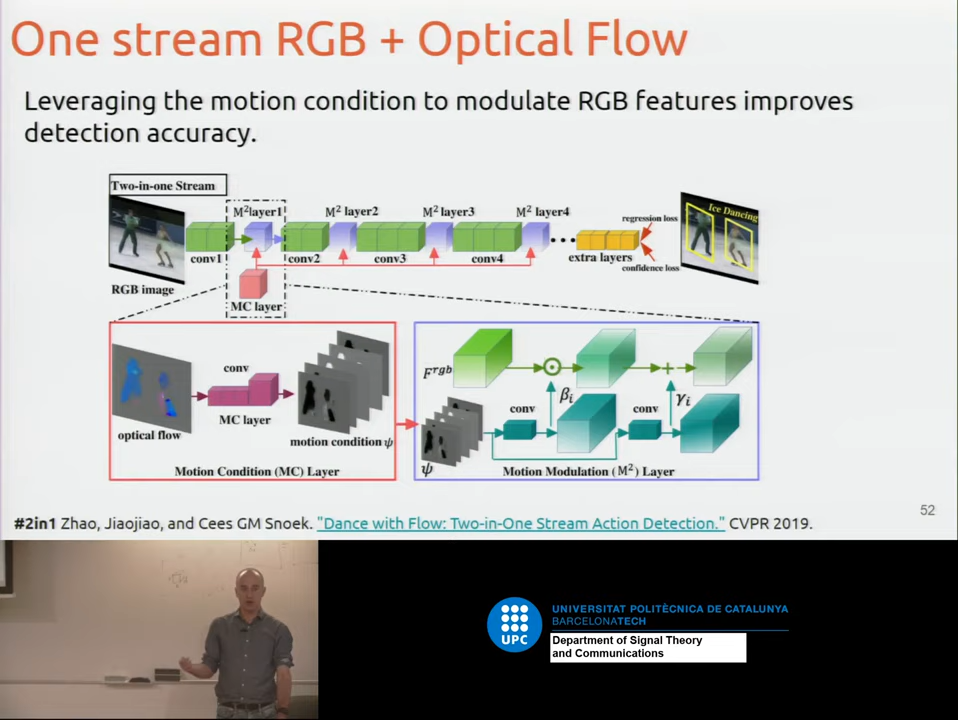 One stream RGB + Optical Flow
Leveraging the motion condition to modulate RGB features improves
detection accuracy.
Two-in-one Stream
M²layer1
M² layer2
M² layer3
M² layer4
Ice Dancing
regression loss
conv1
conv2
conv3
conv4
extra layers
confidence loss
RGB image
MC layer
conv
MC layer
optical flow
motion condition ψ
Motion Condition (MC) Layer
F^rgb
β_i
γ_i
conv
conv
ψ
Motion Modulation (M²) Layer
#2in1 Zhao, Jiaojiao, and Cees GM Snoek. "Dance with Flow: Two-in-One Stream Action Detection." CVPR 2019.
52
UPC
UNIVERSITAT POLITÈCNICA DE CATALUNYA
BARCELONATECH
Department of Signal Theory
and Communications